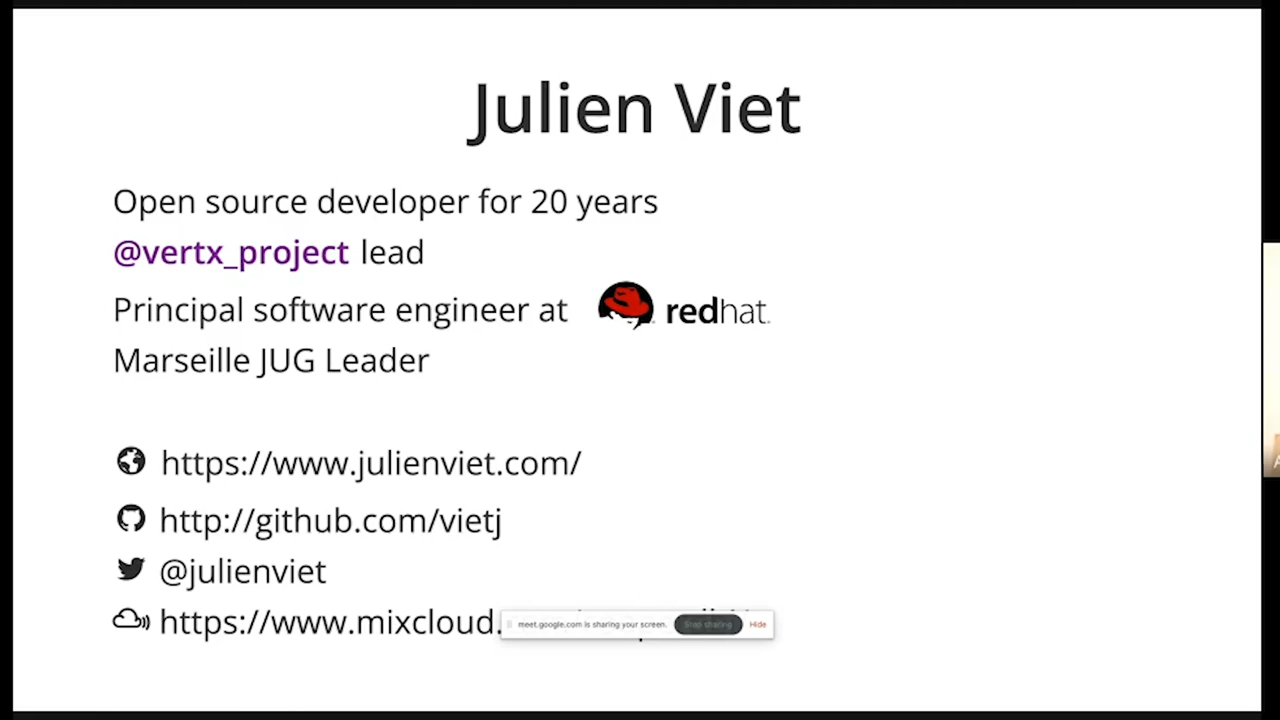 Julien Viet
Open source developer for 20 years
@vertx_project lead
Principal software engineer at redhat.
Marseille JUG Leader
https://www.julienviet.com/
http://github.com/vietj
@julienviet
https://www.mixcloud.
meet.google.com is sharing your screen. Stop sharing Hide